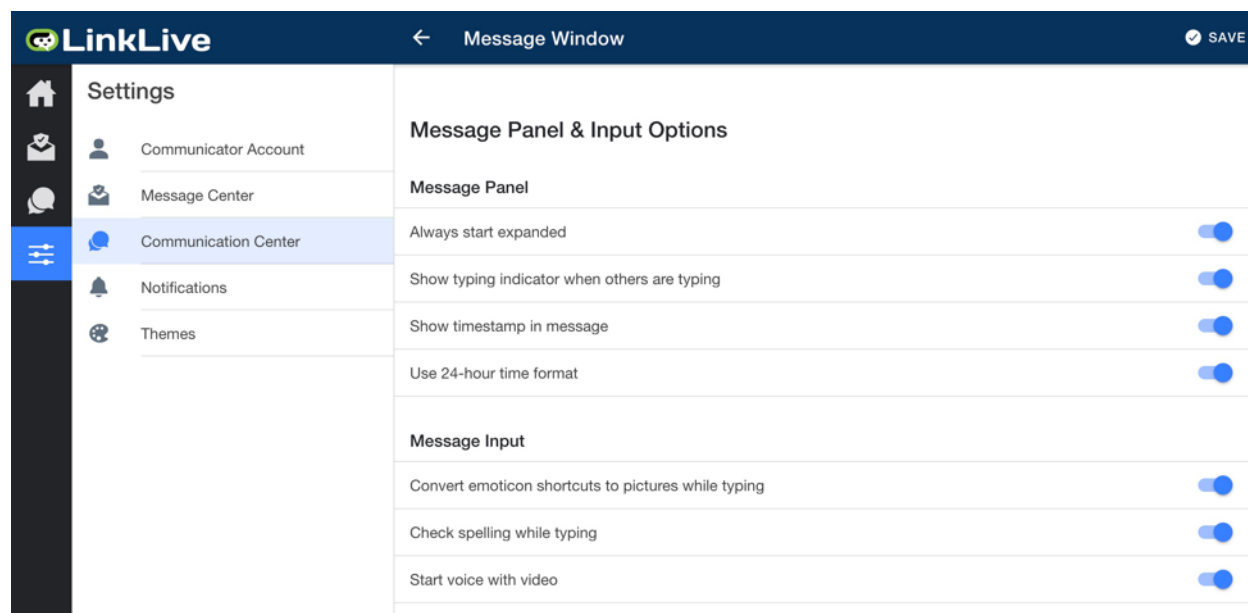 LinkLive
Message Window
SAVE
Settings
Communicator Account
Message Center
Communication Center
Notifications
Themes
Message Panel & Input Options
Message Panel
Always start expanded
Show typing indicator when others are typing
Show timestamp in message
Use 24-hour time format
Message Input
Convert emoticon shortcuts to pictures while typing
Check spelling while typing
Start voice with video